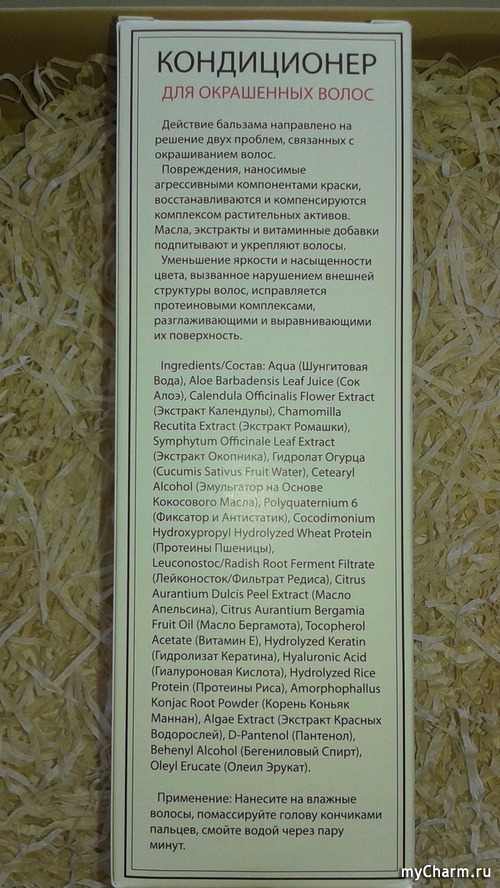 КОНДИЦИОНЕР
ДЛЯ ОКРАШЕННЫХ ВОЛОС
Действие бальзама направлено на
решение двух проблем, связанных с
окрашиванием волос.
Повреждения, наносимые
агрессивными компонентами краски,
восстанавливаются и компенсируются
комплексом растительных активов.
Масла, экстракты и витаминные добавки
подпитывают и укрепляют волосы.
Уменьшение яркости и насыщенности
цвета, вызванное нарушением внешней
структуры волос, исправляется
протеиновыми комплексами,
разглаживающими и выравнивающими
их поверхность.
Ingredients/Состав: Aqua (Шунгитовая
Вода), Aloe Barbadensis Leaf Juice (Сок
Алоэ), Calendula Officinalis Flower Extract
(Экстракт Календулы), Chamomilla
Recutita Extract (Экстракт Ромашки),
Symphytum Officinale Leaf Extract
(Экстракт Окопника), Гидролат Огурца
(Cucumis Sativus Fruit Water), Cetearyl
Alcohol (Эмульгатор на Основе
Кокосового Масла), Polyquaternium 6
(Фиксатор и Антистатик), Cocodimonium
Hydroxypropyl Hydrolyzed Wheat Protein
(Протеины Пшеницы),
Leuconostoc/Radish Root Ferment Filtrate
(Лейконосток/Фильтрат Редиса), Citrus
Aurantium Dulcis Peel Extract (Масло
Апельсина), Citrus Aurantium Bergamia
Fruit Oil (Масло Бергамота), Tocopherol
Acetate (Витамин Е), Hydrolyzed Keratin
(Гидролизат Кератина), Hyaluronic Acid
(Гиалуроновая Кислота), Hydrolyzed Rice
Protein (Протеины Риса), Amorphophallus
Konjac Root Powder (Корень Коньяк
Маннан), Algae Extract (Экстракт Красных
Водорослей), D-Pantenol (Пантенол),
Behenyl Alcohol (Бегениловый Спирт),
Oleyl Erucate (Олеил Эрукат).
Применение: Нанесите на влажные
волосы, помассируйте голову кончиками
пальцев, смойте водой через пару
минут.
myCharm.ru